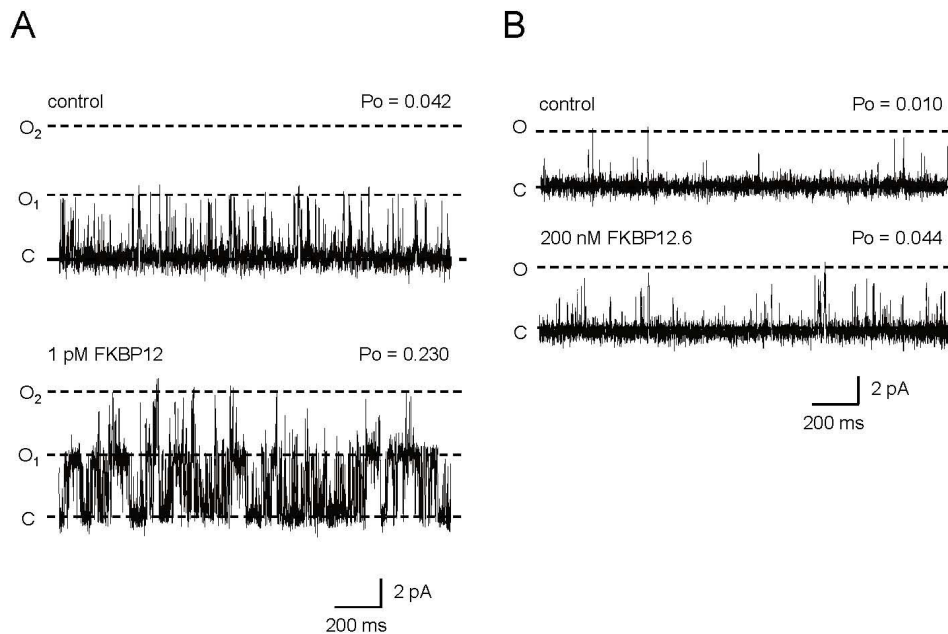 A
control Po = 0.042
O2
O1
C
1 pM FKBP12 Po = 0.230
O2
O1
C
2 pA
200 ms
B
control Po = 0.010
O
C
200 nM FKBP12.6 Po = 0.044
O
C
2 pA
200 ms